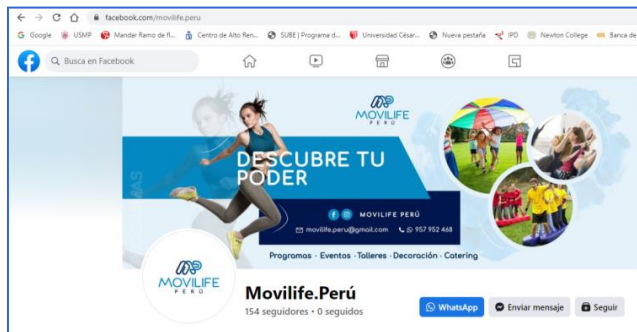 facebook.com/movilife.peru
Google USMP Mandar Ramo de fl... Centro de Alto Ren... SUBE | Programa d... Universidad César... Nueva pestaña IPD Newton College Banca de
Busca en Facebook
MOVILIFE
PERÚ
DESCUBRE TU
PODER
MOVILIFE PERÚ
movilife.peru@gmail.com 957 952 468
Programas - Eventos - Talleres - Decoración - Catering
MOVILIFE
PERÚ
Movilife.Perú
154 seguidores • 0 seguidos
WhatsApp Enviar mensaje Seguir